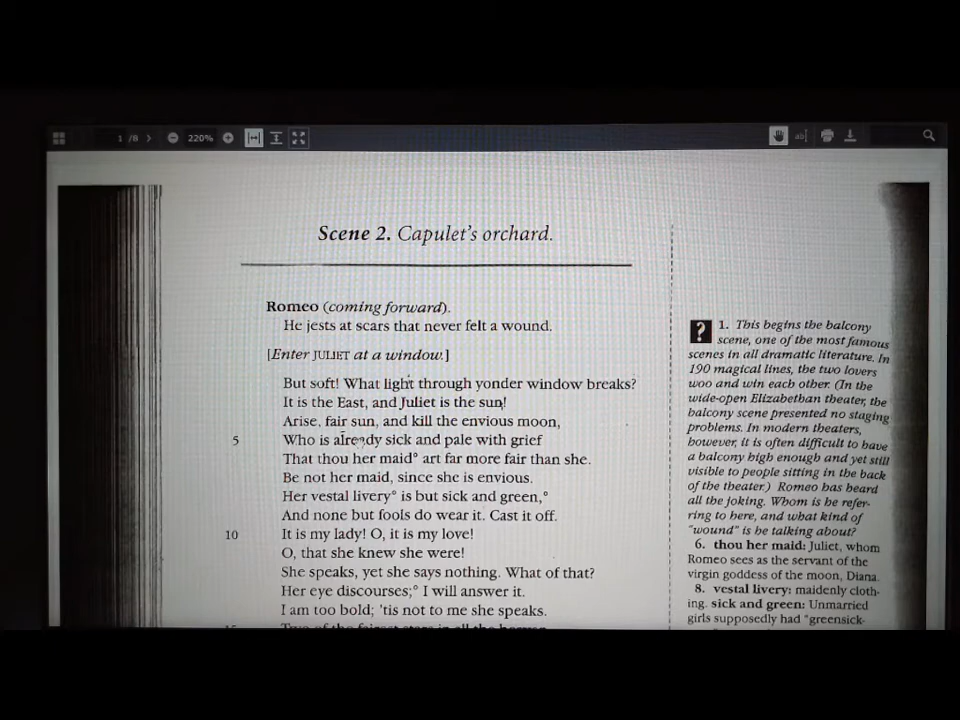 1 /8
220%
Scene 2. Capulet's orchard.
Romeo (coming forward).
He jests at scars that never felt a wound.
[Enter JULIET at a window.]
But soft! What light through yonder window breaks?
It is the East, and Juliet is the sun!
Arise, fair sun, and kill the envious moon,
5 Who is already sick and pale with grief
That thou her maid° art far more fair than she.
Be not her maid, since she is envious.
Her vestal livery° is but sick and green,°
And none but fools do wear it. Cast it off.
10 It is my lady! O, it is my love!
O, that she knew she were!
She speaks, yet she says nothing. What of that?
Her eye discourses;° I will answer it.
I am too bold; 'tis not to me she speaks.
15 Two of the fairest stars in all the heaven,
? 1. This begins the balcony
scene, one of the most famous
scenes in all dramatic literature. In
190 magical lines, the two lovers
woo and win each other. (In the
wide-open Elizabethan theater, the
balcony scene presented no staging
problems. In modern theaters,
however, it is often difficult to have
a balcony high enough and yet still
visible to people sitting in the back
of the theater.) Romeo has heard
all the joking. Whom is he refer-
ring to here, and what kind of
"wound" is he talking about?
6. thou her maid: Juliet, whom
Romeo sees as the servant of the
virgin goddess of the moon, Diana.
8. vestal livery: maidenly cloth-
ing. sick and green: Unmarried
girls supposedly had "greensick-